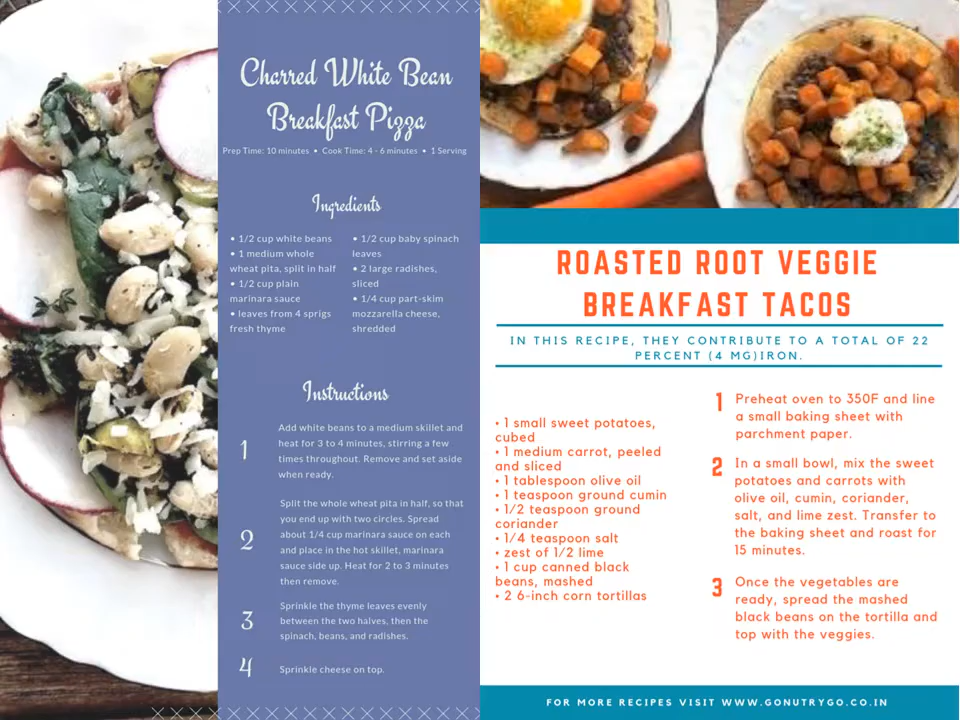 Charred White Bean
Breakfast Pizza
Prep Time: 10 minutes • Cook Time: 4 - 6 minutes • 1 Serving
Ingredients
• 1/2 cup white beans
• 1 medium whole
wheat pita, split in half
• 1/2 cup plain
marinara sauce
• leaves from 4 sprigs
fresh thyme
• 1/2 cup baby spinach
leaves
• 2 large radishes,
sliced
• 1/4 cup part-skim
mozzarella cheese,
shredded
Instructions
1
Add white beans to a medium skillet and
heat for 3 to 4 minutes, stirring a few
times throughout. Remove and set aside
when ready.
2
Split the whole wheat pita in half, so that
you end up with two circles. Spread
about 1/4 cup marinara sauce on each
and place in the hot skillet, marinara
sauce side up. Heat for 2 to 3 minutes
then remove.
3
Sprinkle the thyme leaves evenly
between the two halves, then the
spinach, beans, and radishes.
4
Sprinkle cheese on top.
ROASTED ROOT VEGGIE
BREAKFAST TACOS
IN THIS RECIPE, THEY CONTRIBUTE TO A TOTAL OF 22
PERCENT (4 MG)IRON.
• 1 small sweet potatoes,
cubed
• 1 medium carrot, peeled
and sliced
• 1 tablespoon olive oil
• 1 teaspoon ground cumin
• 1/2 teaspoon ground
coriander
• 1/4 teaspoon salt
• zest of 1/2 lime
• 1 cup canned black
beans, mashed
• 2 6-inch corn tortillas
1
Preheat oven to 350F and line
a small baking sheet with
parchment paper.
2
In a small bowl, mix the sweet
potatoes and carrots with
olive oil, cumin, coriander,
salt, and lime zest. Transfer to
the baking sheet and roast for
15 minutes.
3
Once the vegetables are
ready, spread the mashed
black beans on the tortilla and
top with the veggies.
FOR MORE RECIPES VISIT WWW.GONUTRYGO.CO.IN